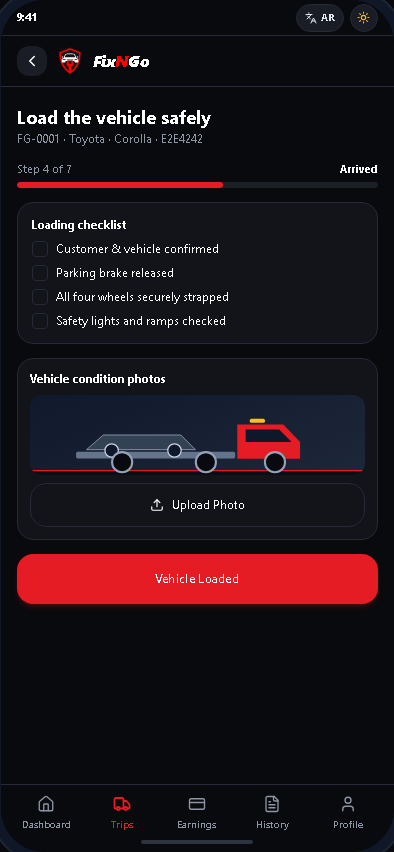 9:41
AR
FixNGo
Load the vehicle safely
FG-0001 · Toyota · Corolla · E2E4242
Step 4 of 7
Arrived
Loading checklist
Customer & vehicle confirmed
Parking brake released
All four wheels securely strapped
Safety lights and ramps checked
Vehicle condition photos
Upload Photo
Vehicle Loaded
Dashboard
Trips
Earnings
History
Profile